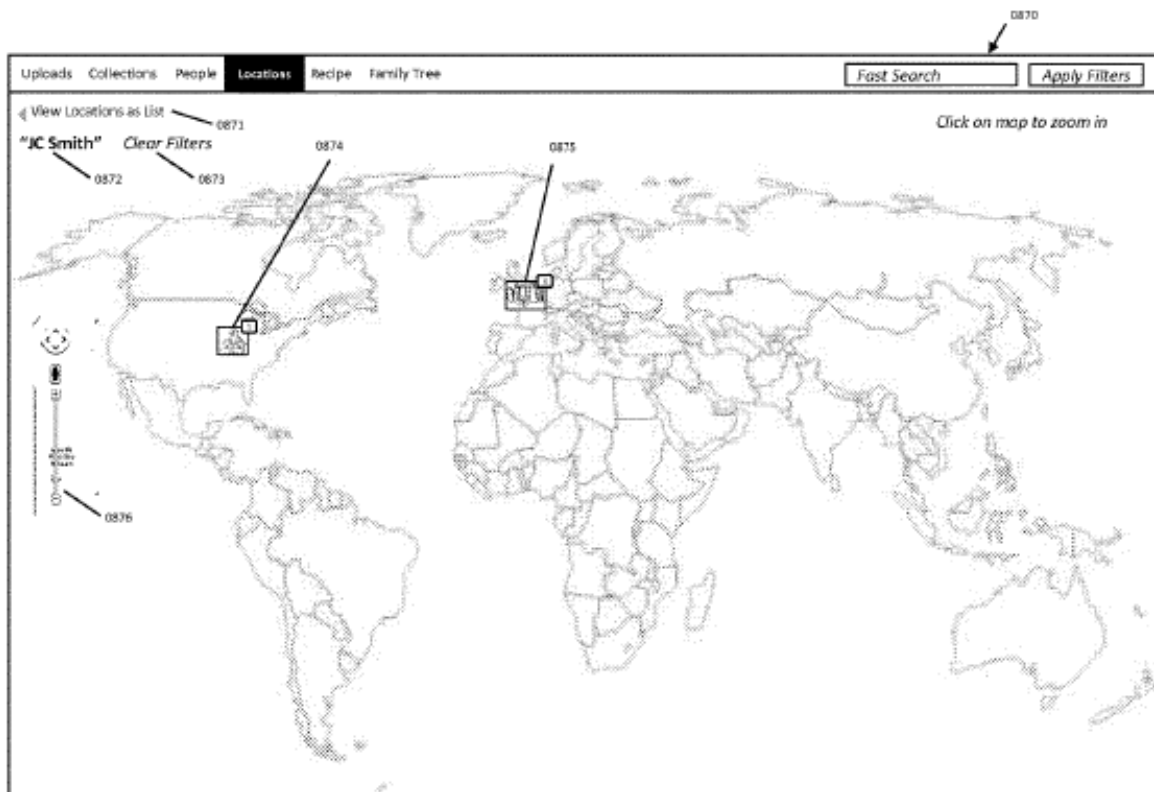 0870
Uploads Collections People Locations Recipe Family Tree Fast Search Apply Filters
View Locations as List
0871
Click on map to zoom in
"JC Smith" Clear Filters
0874
0875
0872
0873
0876